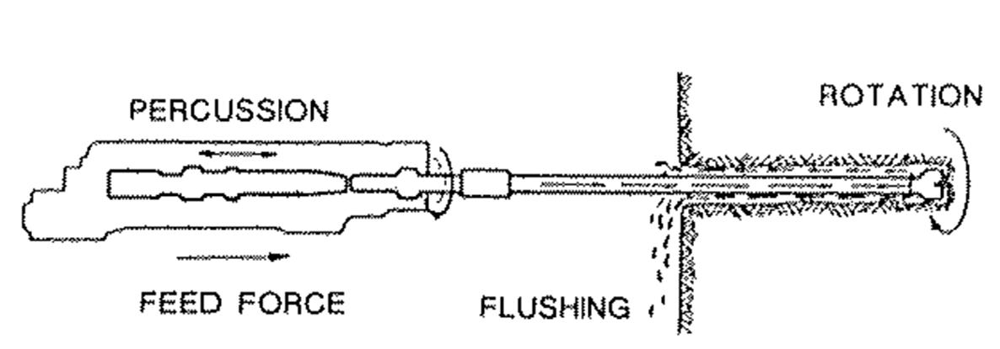 PERCUSSION
ROTATION
FEED FORCE
FLUSHING